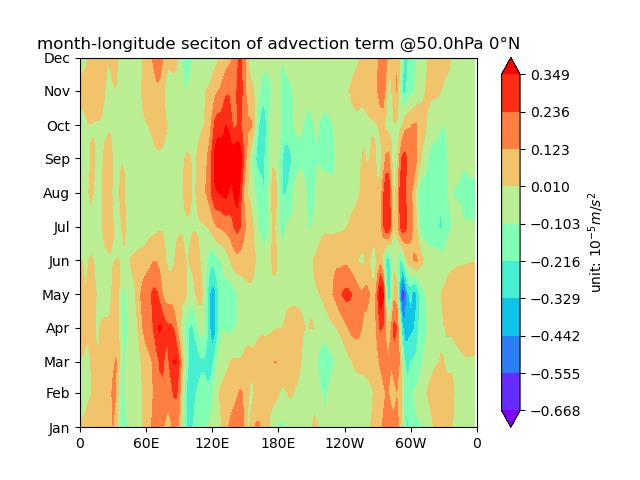 month-longitude seciton of advection term @50.0hPa 0°N
Dec
Nov
Oct
Sep
Aug
Jul
Jun
May
Apr
Mar
Feb
Jan
0 60E 120E 180E 120W 60W 0
0.349
0.236
0.123
0.010
−0.103
−0.216
−0.329
−0.442
−0.555
−0.668
unit: 10⁻⁵m/s²